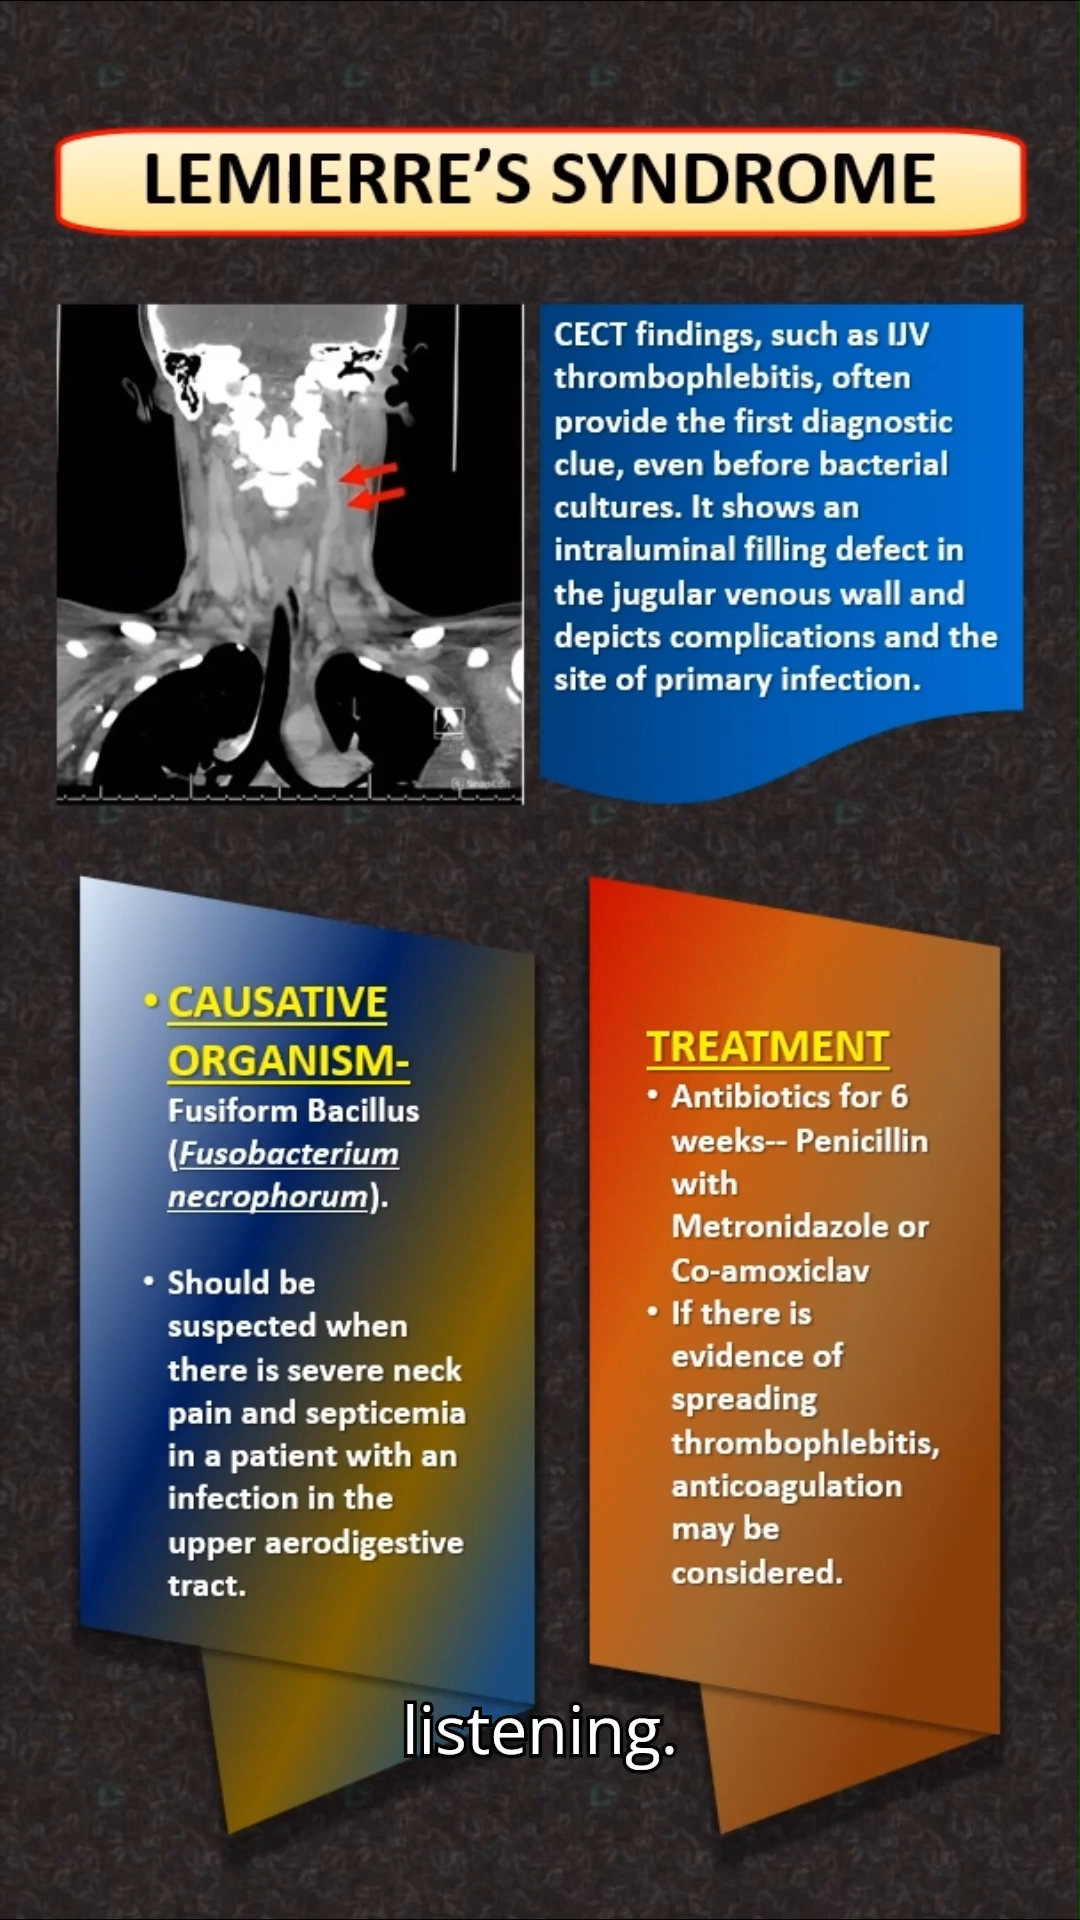 LEMIERRE’S SYNDROME
CECT findings, such as IJV
thrombophlebitis, often
provide the first diagnostic
clue, even before bacterial
cultures. It shows an
intraluminal filling defect in
the jugular venous wall and
depicts complications and the
site of primary infection.
SnapEdit
• CAUSATIVE
ORGANISM-
Fusiform Bacillus
(Fusobacterium
necrophorum).
• Should be
suspected when
there is severe neck
pain and septicemia
in a patient with an
infection in the
upper aerodigestive
tract.
TREATMENT
• Antibiotics for 6
weeks-- Penicillin
with
Metronidazole or
Co-amoxiclav
• If there is
evidence of
spreading
thrombophlebitis,
anticoagulation
may be
considered.
listening.